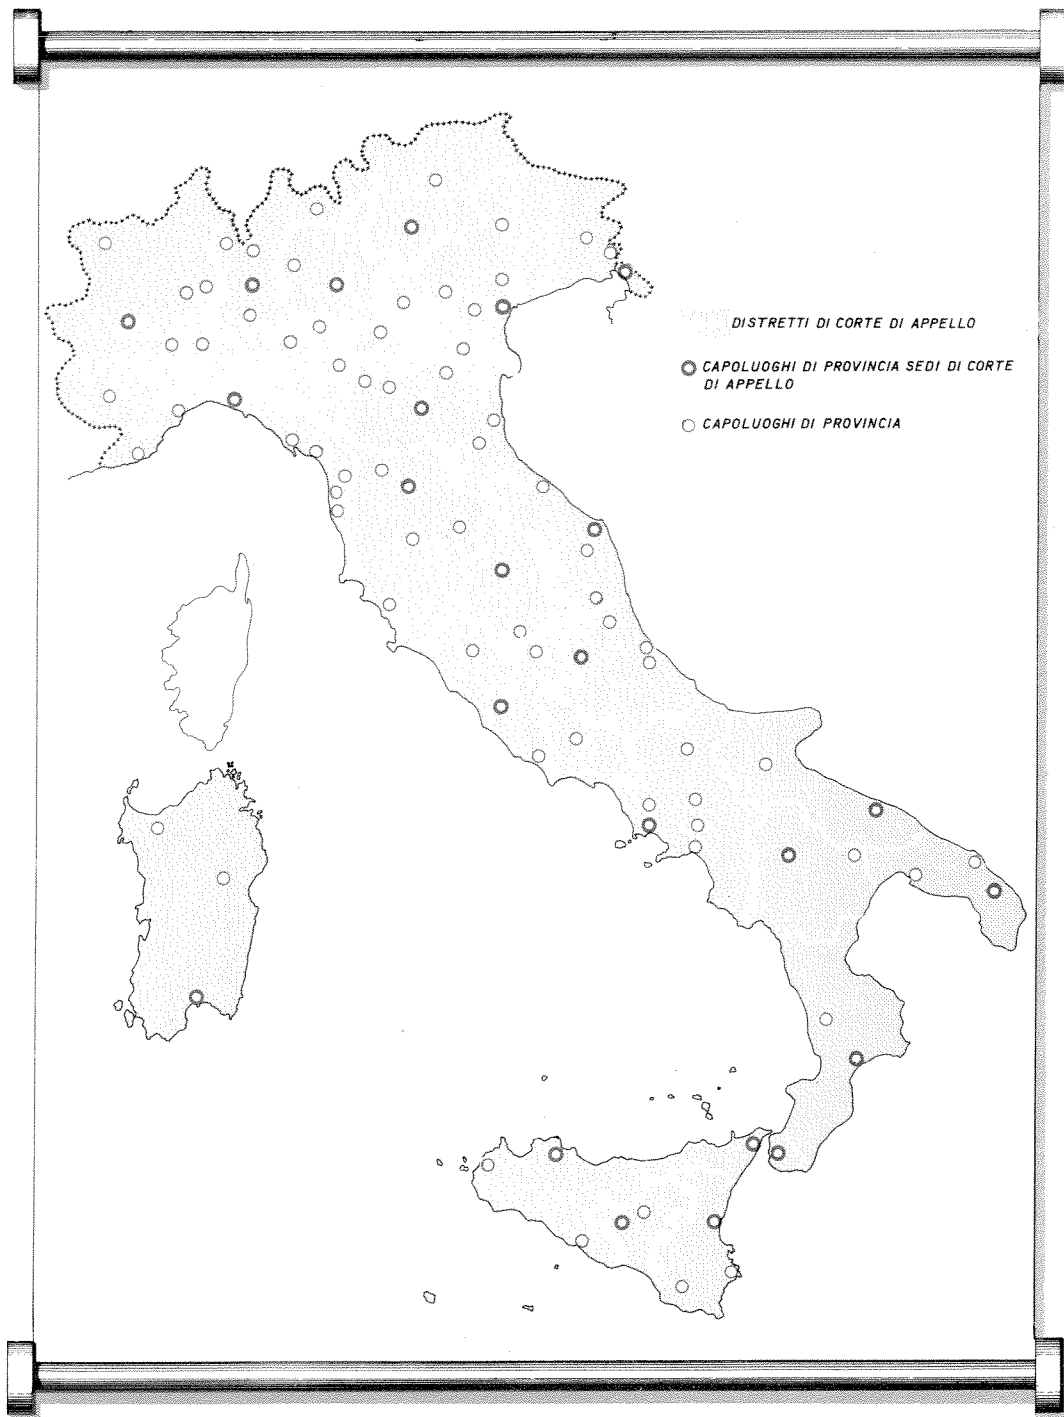 DISTRETTI DI CORTE DI APPELLO
CAPOLUOGHI DI PROVINCIA SEDI DI CORTE
DI APPELLO
CAPOLUOGHI DI PROVINCIA